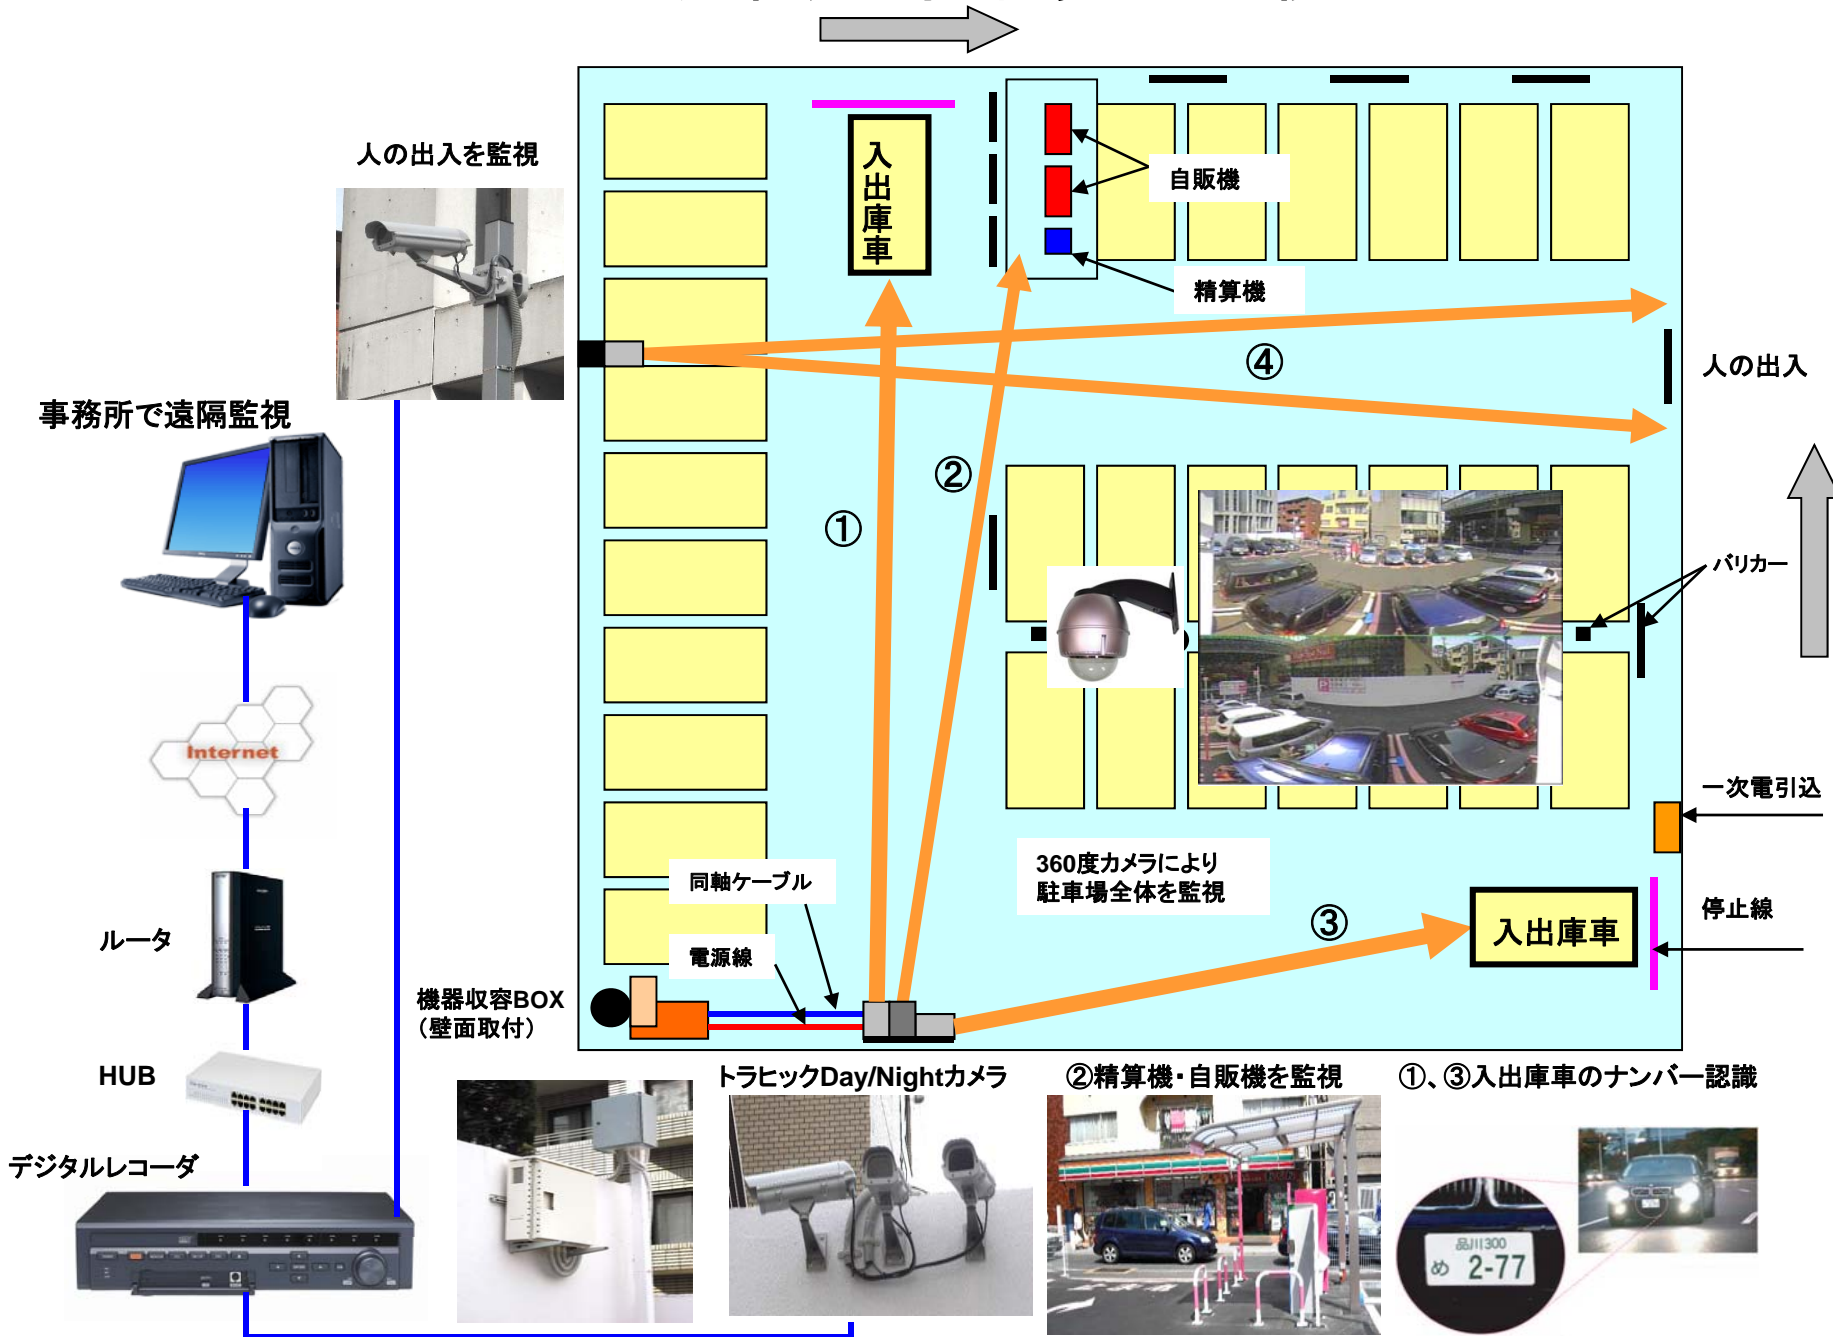 人の出入を監視
入出庫車
自販機
精算機
④
人の出入
事務所で遠隔監視
②
①
バリカー
Internet
一次電引込
360度カメラにより
駐車場全体を監視
同軸ケーブル
③
停止線
入出庫車
ルータ
電源線
機器収容BOX
（壁面取付）
HUB
トラヒックDay/Nightカメラ
②精算機・自販機を監視
①、③入出庫車のナンバー認識
デジタルレコーダ
品川300
め 2-77